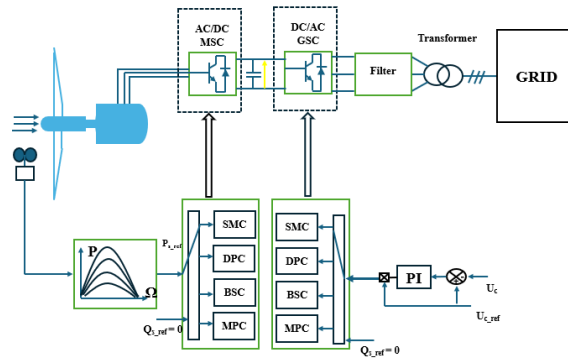 AC/DC
MSC
DC/AC
GSC
Transformer
Filter
GRID
P
Ω
Ps_ref
SMC
DPC
BSC
MPC
Qs_ref = 0
SMC
DPC
BSC
MPC
PI
Uc
Uc_ref
Qs_ref = 0